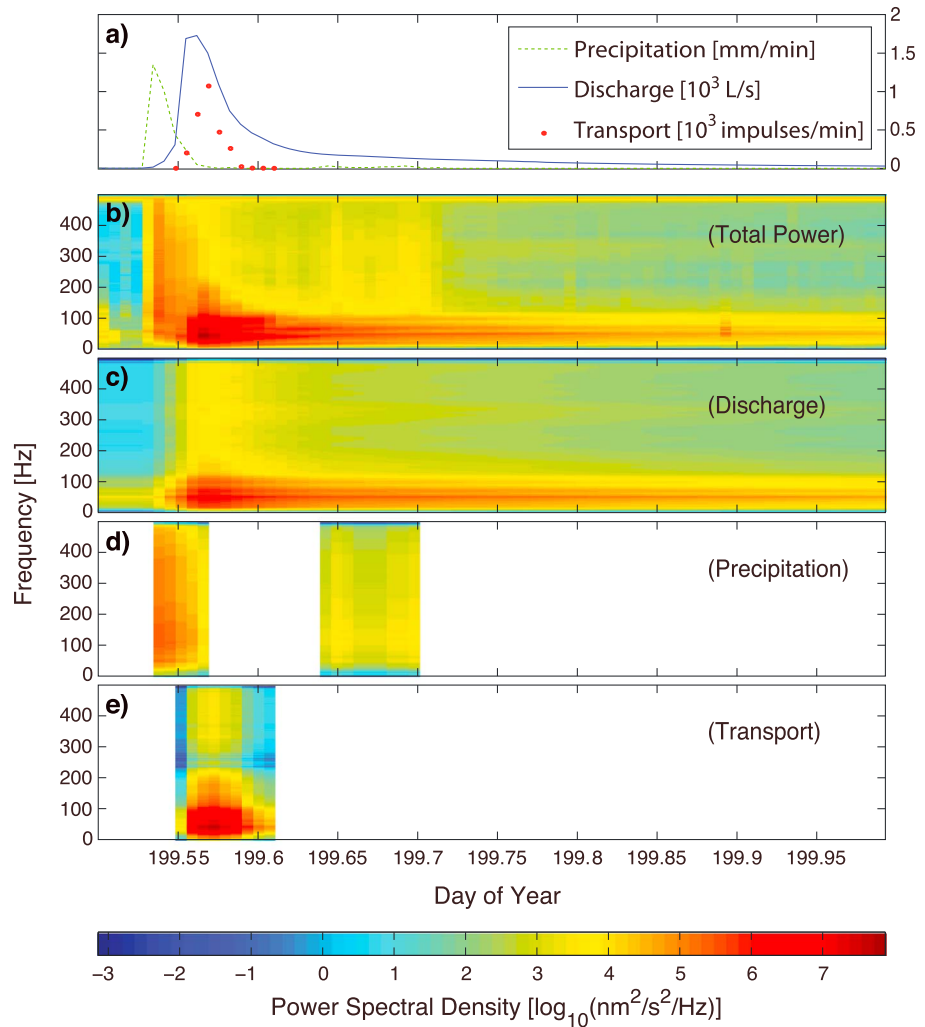 a)
2
1.5
1
0.5
0
Precipitation [mm/min]
Discharge [10³ L/s]
Transport [10³ impulses/min]
b)
(Total Power)
400
300
200
100
0
c)
(Discharge)
400
300
200
100
0
d)
(Precipitation)
400
300
200
100
0
e)
(Transport)
400
300
200
100
0
Frequency [Hz]
199.55 199.6 199.65 199.7 199.75 199.8 199.85 199.9 199.95
Day of Year
−3 −2 −1 0 1 2 3 4 5 6 7
Power Spectral Density [log₁₀(nm²/s²/Hz)]